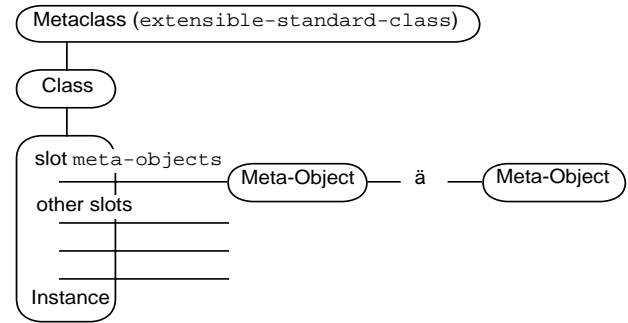 Metaclass (extensible-standard-class)
Class
slot meta-objects
Meta-Object ä Meta-Object
other slots
Instance